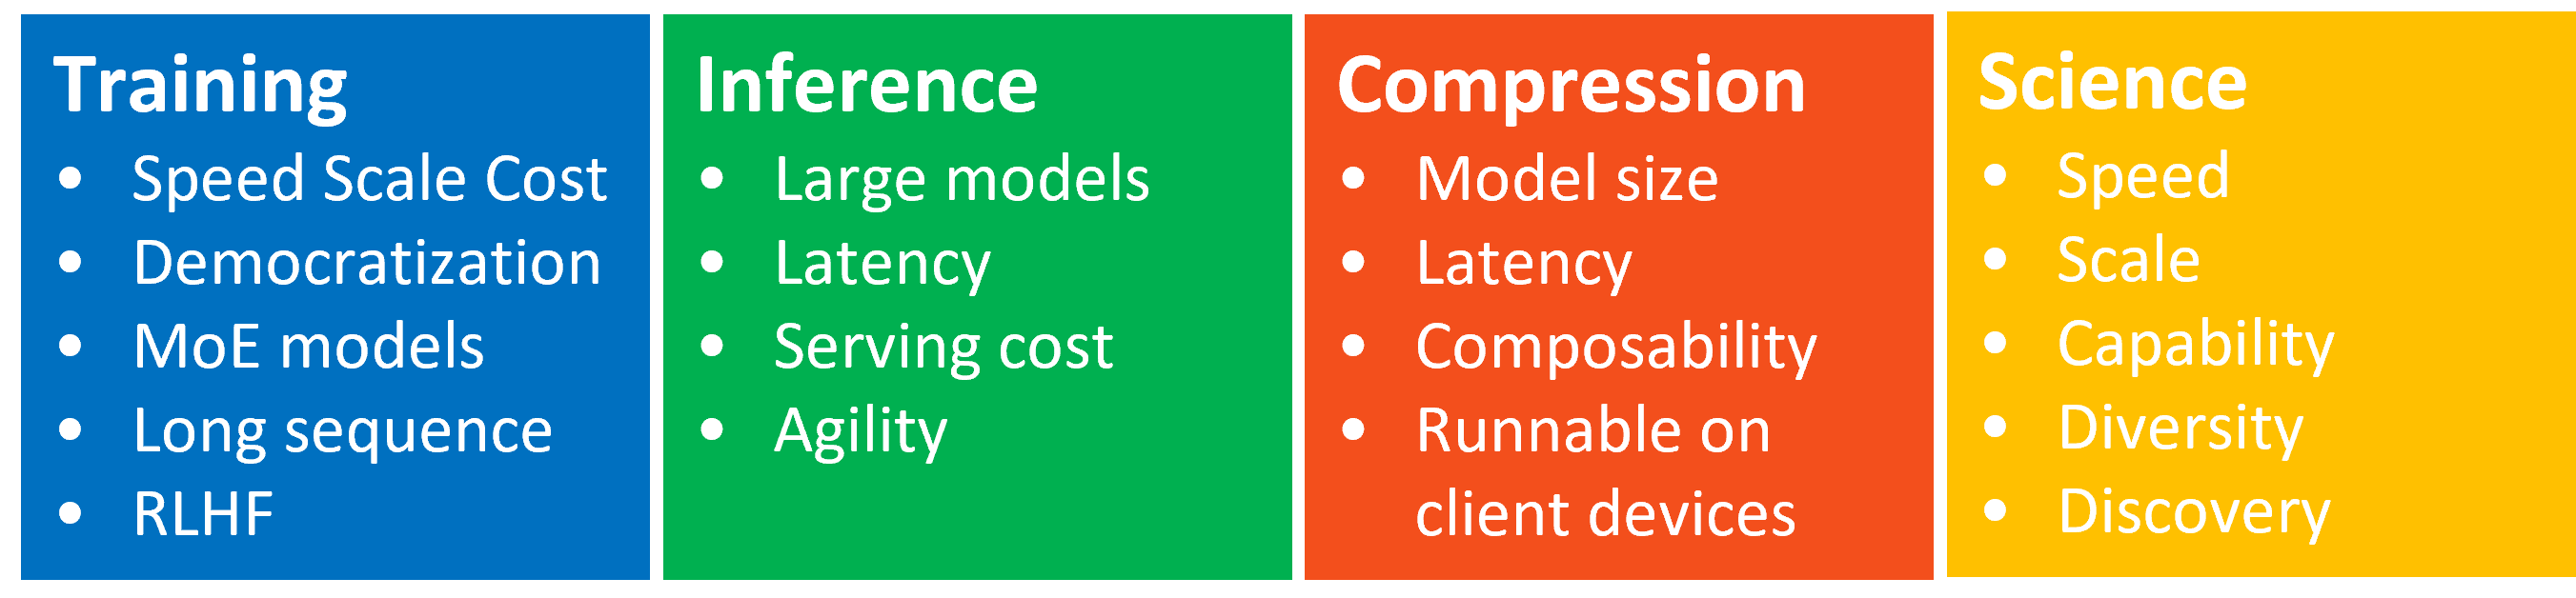 Training
• Speed Scale Cost
• Democratization
• MoE models
• Long sequence
• RLHF
Inference
• Large models
• Latency
• Serving cost
• Agility
Compression
• Model size
• Latency
• Composability
• Runnable on
client devices
Science
• Speed
• Scale
• Capability
• Diversity
• Discovery